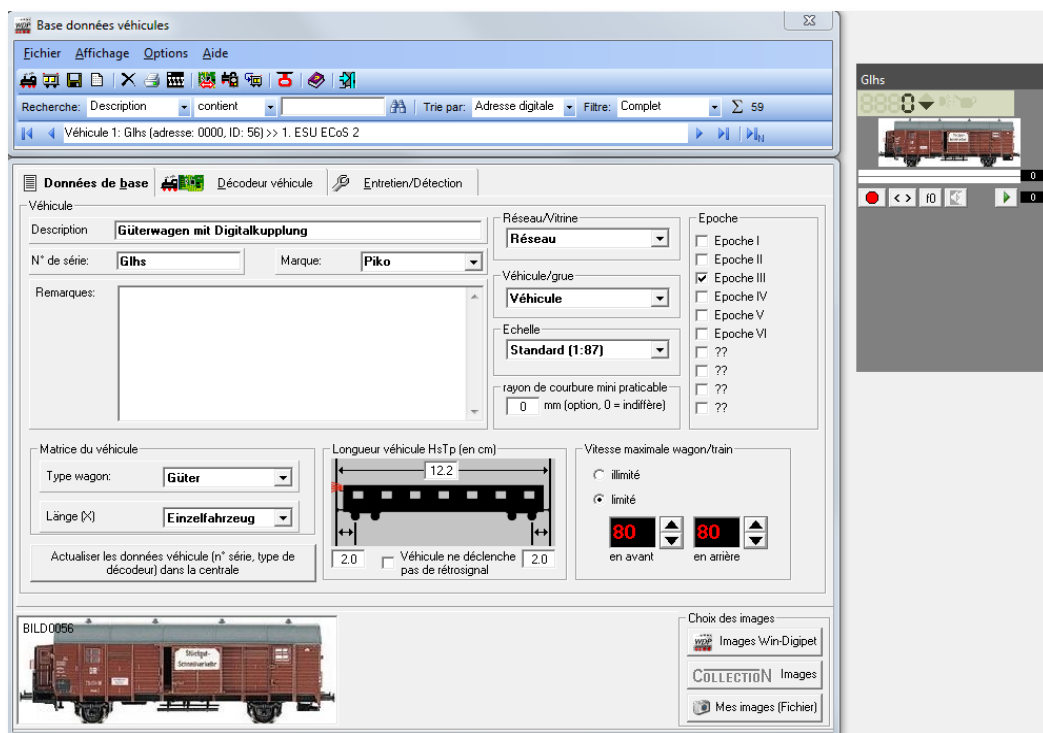 Base données véhicules
Fichier Affichage Options Aide
Recherche: Description contient Trie par: Adresse digitale Filtre: Complet Σ 59
Véhicule 1: Glhs (adresse: 0000, ID: 56) >> 1. ESU ECoS 2
Données de base Décodeur véhicule Entretien/Détection
Véhicule
Description Güterwagen mit Digitalkupplung
N° de série: Glhs Marque: Piko
Remarques:
Réseau/Vitrine
Réseau
Véhicule/grue
Véhicule
Echelle
Standard (1:87)
rayon de courbure mini praticable
0 mm (option, 0 = indiffère)
Epoche
Epoche I
Epoche II
Epoche III
Epoche IV
Epoche V
Epoche VI
??
??
??
??
Matrice du véhicule
Type wagon: Güter
Länge (X) Einzelfahrzeug
Actualiser les données véhicule (n° série, type de
décodeur) dans la centrale
Longueur véhicule HsTp (en cm)
12.2
2.0 Véhicule ne déclenche 2.0
pas de rétrosignal
Vitesse maximale wagon/train
illimité
limité
80 80
en avant en arrière
BILD0056
Stückgut-
Schnellverkehr
Choix des images
WDP Images Win-Digipet
COLLECTION Images
Mes images (Fichier)
Glhs
0
0
< > f0 0